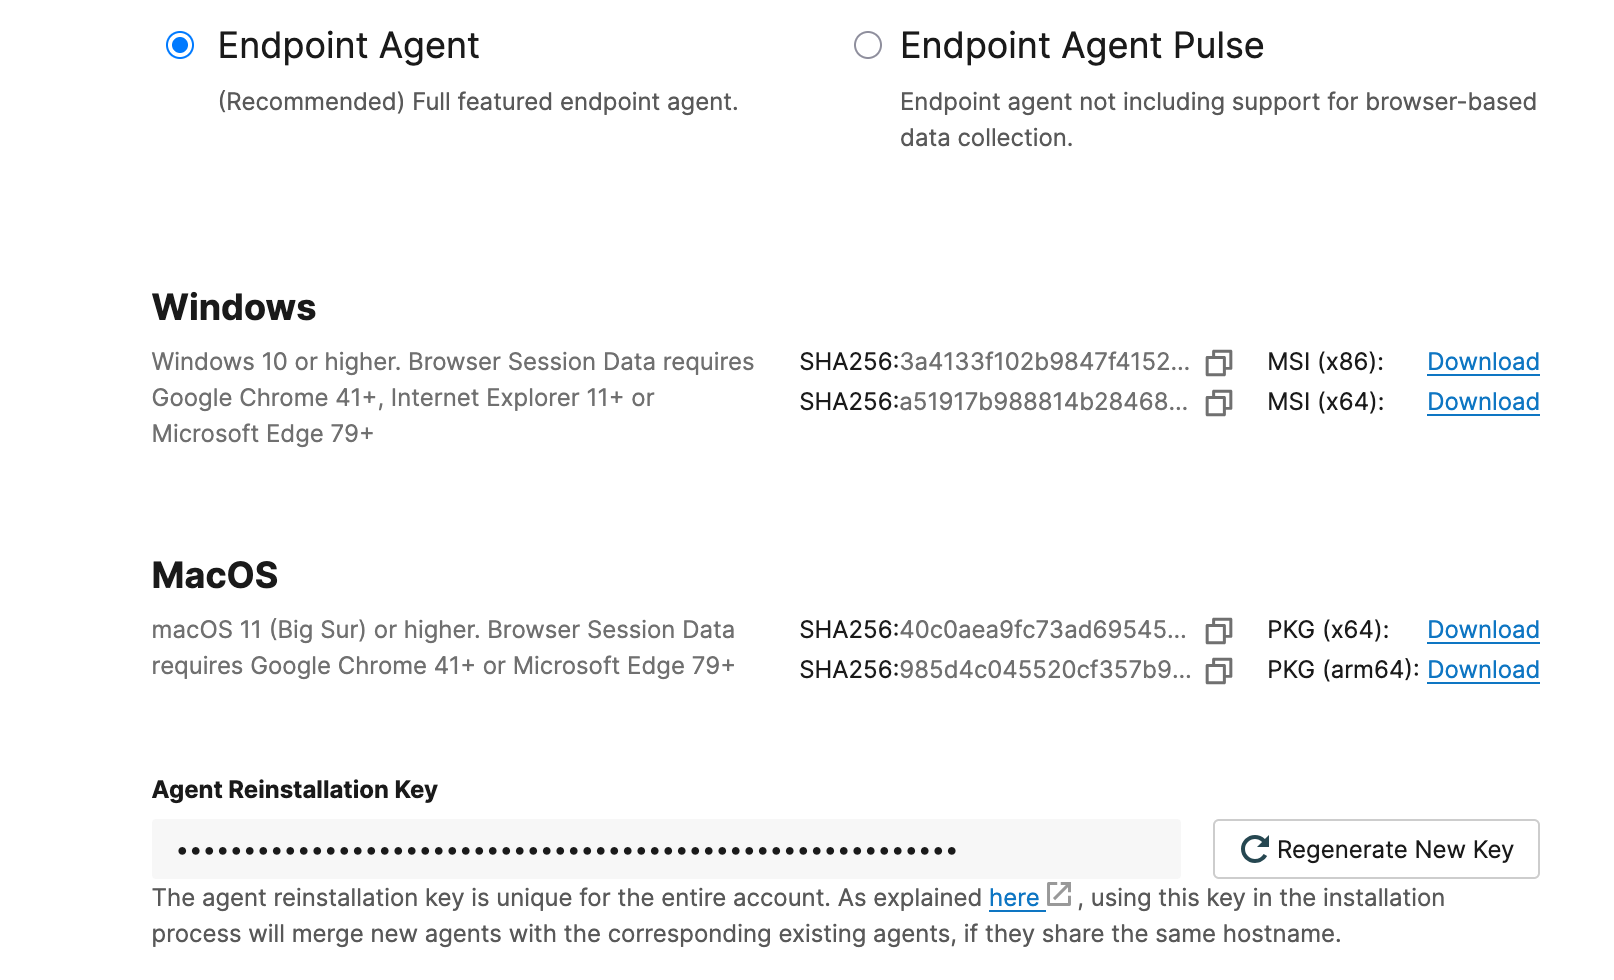 Endpoint Agent
(Recommended) Full featured endpoint agent.
Endpoint Agent Pulse
Endpoint agent not including support for browser-based
data collection.
Windows
Windows 10 or higher. Browser Session Data requires
Google Chrome 41+, Internet Explorer 11+ or
Microsoft Edge 79+
SHA256:3a4133f102b9847f4152... MSI (x86): Download
SHA256:a51917b988814b28468... MSI (x64): Download
MacOS
macOS 11 (Big Sur) or higher. Browser Session Data
requires Google Chrome 41+ or Microsoft Edge 79+
SHA256:40c0aea9fc73ad69545... PKG (x64): Download
SHA256:985d4c045520cf357b9... PKG (arm64): Download
Agent Reinstallation Key
••••••••••••••••••••••••••••••••••••••••••••••••••••••••••
Regenerate New Key
The agent reinstallation key is unique for the entire account. As explained here , using this key in the installation
process will merge new agents with the corresponding existing agents, if they share the same hostname.